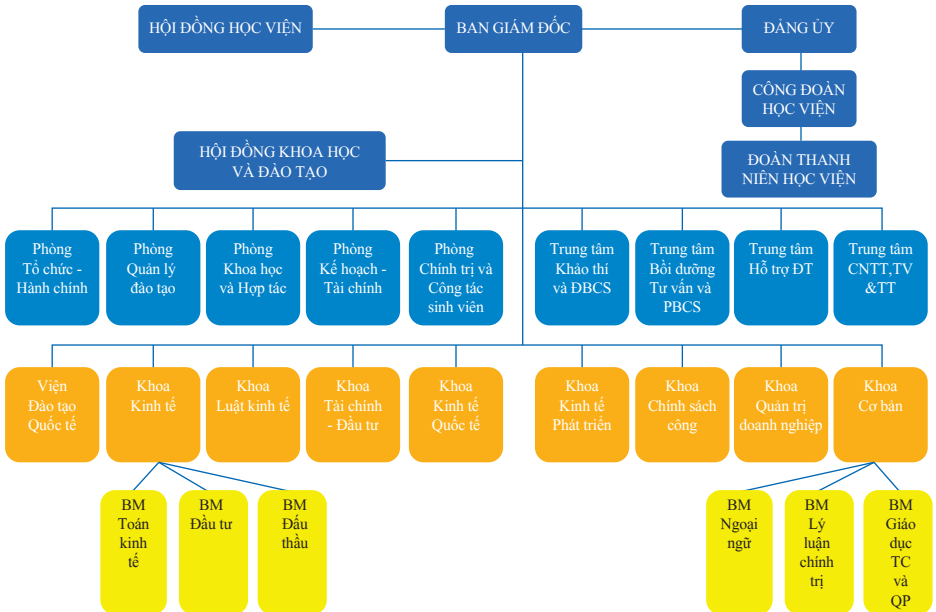 HỘI ĐỒNG HỌC VIỆN
BAN GIÁM ĐỐC
ĐẢNG ỦY
CÔNG ĐOÀN
HỌC VIỆN
HỘI ĐỒNG KHOA HỌC
VÀ ĐÀO TẠO
ĐOÀN THANH
NIÊN HỌC VIỆN
Phòng
Tổ chức -
Hành chính
Phòng
Quản lý
đào tạo
Phòng
Khoa học
và Hợp tác
Phòng
Kế hoạch -
Tài chính
Phòng
Chính trị và
Công tác
sinh viên
Trung tâm
Khảo thí
và ĐBCS
Trung tâm
Bồi dưỡng
Tư vấn và
PBCS
Trung tâm
Hỗ trợ ĐT
Trung tâm
CNTT,TV
&TT
Viện
Đào tạo
Quốc tế
Khoa
Kinh tế
Khoa
Luật kinh tế
Khoa
Tài chính
- Đầu tư
Khoa
Kinh tế
Quốc tế
Khoa
Kinh tế
Phát triển
Khoa
Chính sách
công
Khoa
Quản trị
doanh nghiệp
Khoa
Cơ bản
BM
Toán
kinh
tế
BM
Đầu tư
BM
Đấu
thầu
BM
Ngoại
ngữ
BM
Lý
luận
chính
trị
BM
Giáo
dục
TC
và
QP